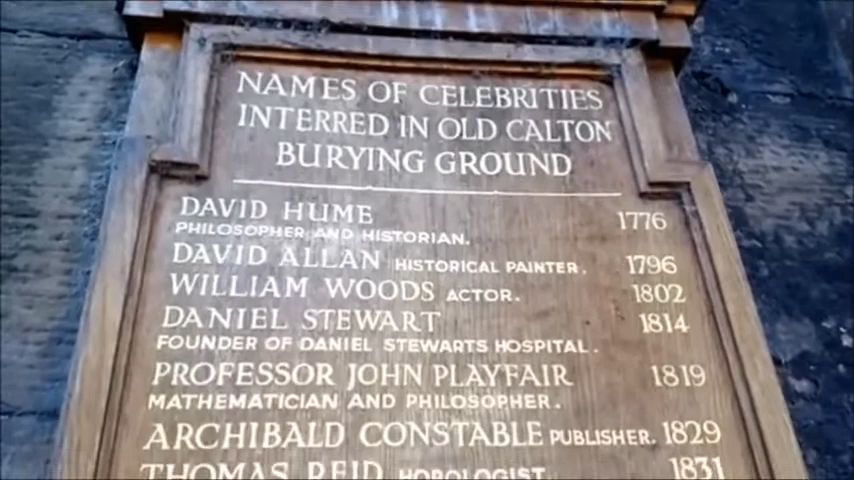 NAMES OF CELEBRITIES
INTERRED IN OLD CALTON
BURYING GROUND
DAVID HUME 1776
PHILOSOPHER AND HISTORIAN.
DAVID ALLAN HISTORICAL PAINTER. 1796
WILLIAM WOODS ACTOR. 1802
DANIEL STEWART 1814
FOUNDER OF DANIEL STEWARTS HOSPITAL.
PROFESSOR JOHN PLAYFAIR 1819
MATHEMATICIAN AND PHILOSOPHER.
ARCHIBALD CONSTABLE PUBLISHER. 1829
THOMAS REID HOROLOGIST. 1831